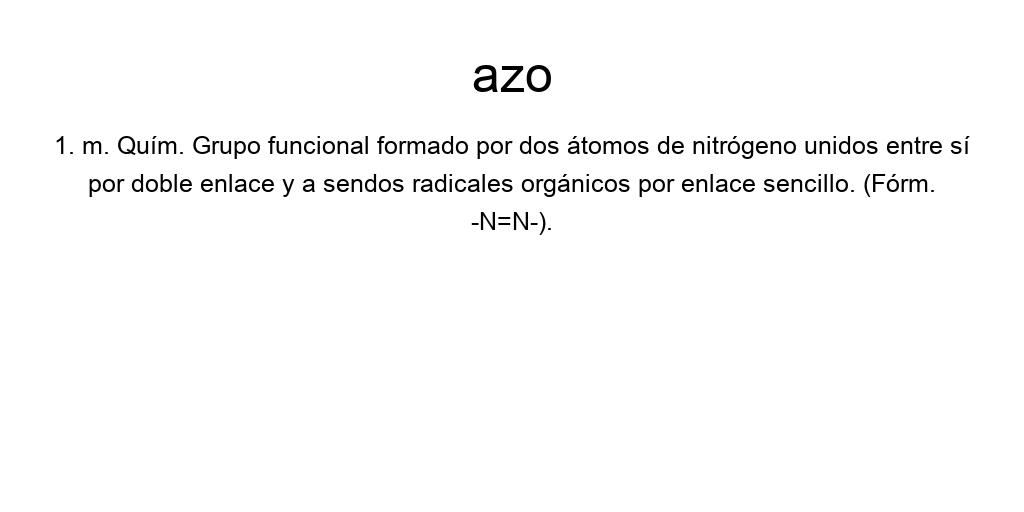 azo
1. m. Quím. Grupo funcional formado por dos átomos de nitrógeno unidos entre sí
por doble enlace y a sendos radicales orgánicos por enlace sencillo. (Fórm.
-N=N-).